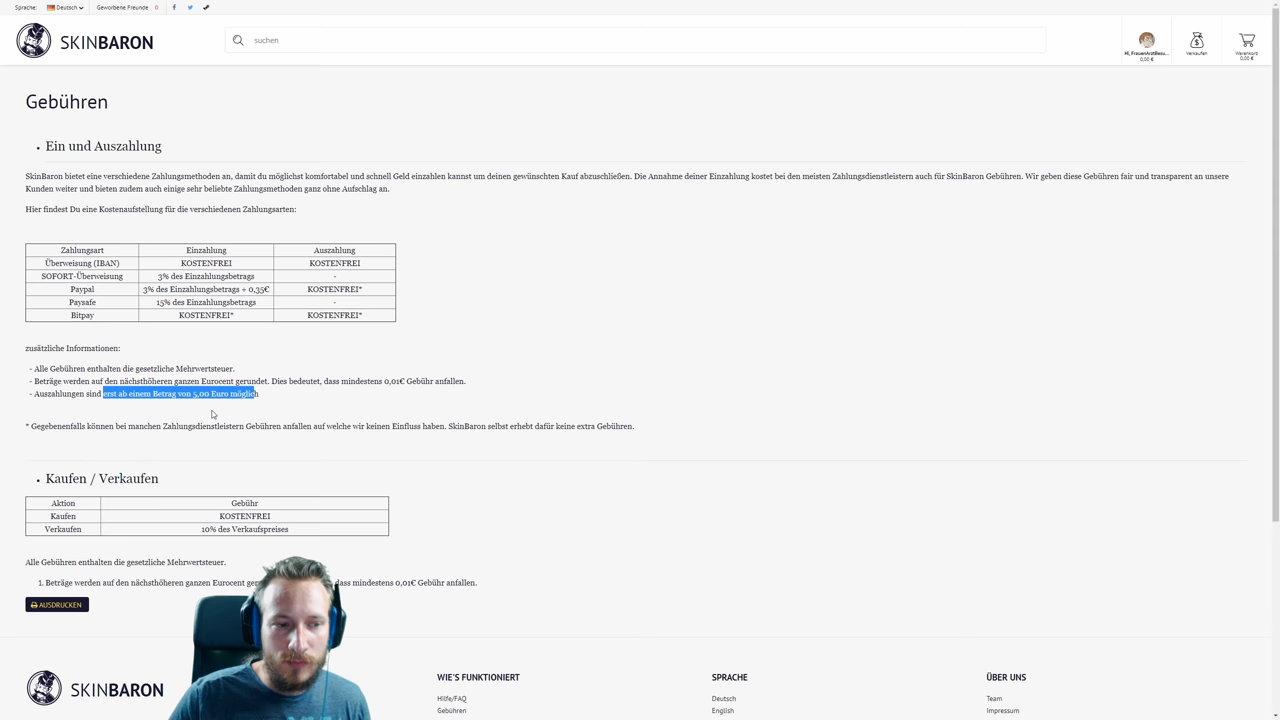 Sprache: Deutsch Geworbene Freunde 0
SKINBARON
suchen
Hi, FrauenArztBesu...
0,00 €
Verkaufen
Warenkorb
0,00 €
Gebühren
• Ein und Auszahlung
SkinBaron bietet eine verschiedene Zahlungsmethoden an, damit du möglichst komfortabel und schnell Geld einzahlen kannst um deinen gewünschten Kauf abzuschließen. Die Annahme deiner Einzahlung kostet bei den meisten Zahlungsdienstleistern auch für SkinBaron Gebühren. Wir geben diese Gebühren fair und transparent an unsere
Kunden weiter und bieten zudem auch einige sehr beliebte Zahlungsmethoden ganz ohne Aufschlag an.
Hier findest Du eine Kostenaufstellung für die verschiedenen Zahlungsarten:
Zahlungsart Einzahlung Auszahlung
Überweisung (IBAN) KOSTENFREI KOSTENFREI
SOFORT-Überweisung 3% des Einzahlungsbetrags -
Paypal 3% des Einzahlungsbetrags + 0,35€ KOSTENFREI*
Paysafe 15% des Einzahlungsbetrags -
Bitpay KOSTENFREI* KOSTENFREI*
zusätzliche Informationen:
- Alle Gebühren enthalten die gesetzliche Mehrwertsteuer.
- Beträge werden auf den nächsthöheren ganzen Eurocent gerundet. Dies bedeutet, dass mindestens 0,01€ Gebühr anfallen.
- Auszahlungen sind erst ab einem Betrag von 5,00 Euro möglich
* Gegebenenfalls können bei manchen Zahlungsdienstleistern Gebühren anfallen auf welche wir keinen Einfluss haben. SkinBaron selbst erhebt dafür keine extra Gebühren.
• Kaufen / Verkaufen
Aktion Gebühr
Kaufen KOSTENFREI
Verkaufen 10% des Verkaufspreises
Alle Gebühren enthalten die gesetzliche Mehrwertsteuer.
1. Beträge werden auf den nächsthöheren ganzen Eurocent dass mindestens 0,01€ Gebühr anfallen.
AUSDRUCKEN
SKINBARON
WIE'S FUNKTIONIERT SPRACHE ÜBER UNS
Hilfe/FAQ Deutsch Team
Gebühren English Impressum